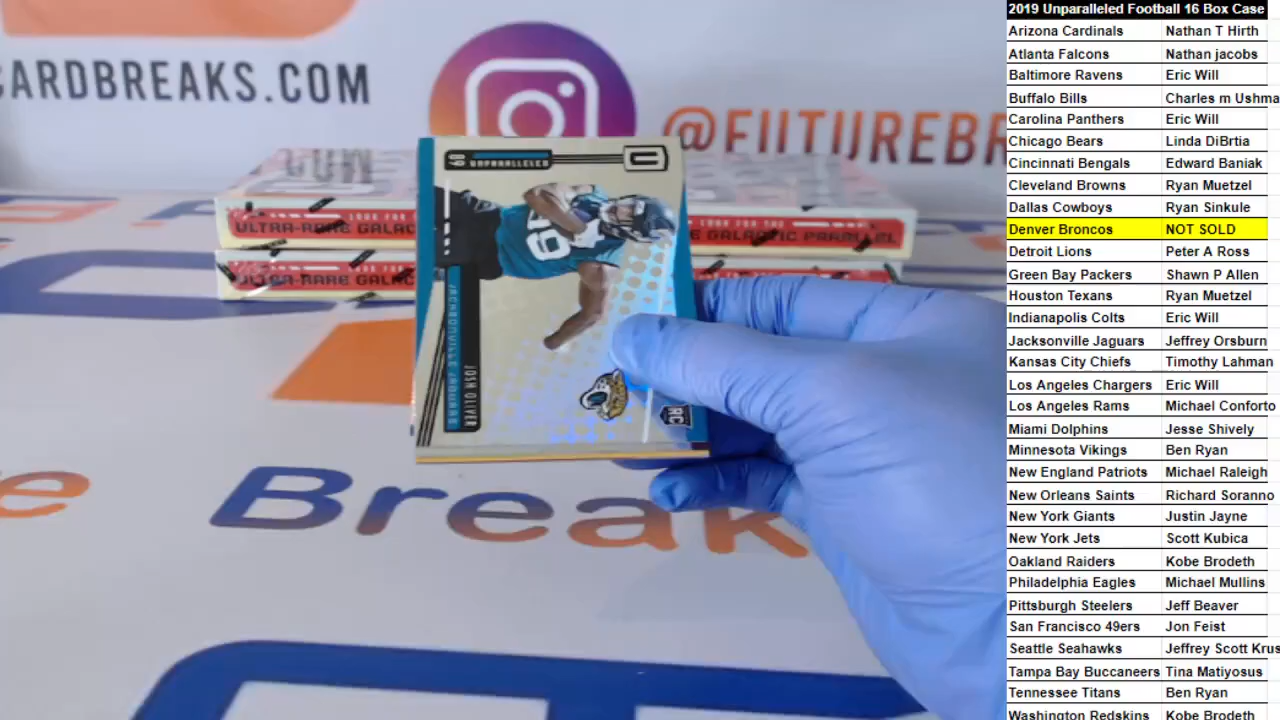 CARDBREAKS.COM
@FUTUREBR
LOOK FOR
ULTRA-RARE GALAC
LOOK FOR THE
GALACTIC PARALLEL
ULTRA-RARE GALAC
UNPARALLELED
U
89
JACKSONVILLE JAGUARS
JOSH OLIVER
RC
e Break
2019 Unparalleled Football 16 Box Case
Arizona Cardinals Nathan T Hirth
Atlanta Falcons Nathan jacobs
Baltimore Ravens Eric Will
Buffalo Bills Charles m Ushma
Carolina Panthers Eric Will
Chicago Bears Linda DiBrtia
Cincinnati Bengals Edward Baniak
Cleveland Browns Ryan Muetzel
Dallas Cowboys Ryan Sinkule
Denver Broncos NOT SOLD
Detroit Lions Peter A Ross
Green Bay Packers Shawn P Allen
Houston Texans Ryan Muetzel
Indianapolis Colts Eric Will
Jacksonville Jaguars Jeffrey Orsburn
Kansas City Chiefs Timothy Lahman
Los Angeles Chargers Eric Will
Los Angeles Rams Michael Conforto
Miami Dolphins Jesse Shively
Minnesota Vikings Ben Ryan
New England Patriots Michael Raleigh
New Orleans Saints Richard Soranno
New York Giants Justin Jayne
New York Jets Scott Kubica
Oakland Raiders Kobe Brodeth
Philadelphia Eagles Michael Mullins
Pittsburgh Steelers Jeff Beaver
San Francisco 49ers Jon Feist
Seattle Seahawks Jeffrey Scott Krus
Tampa Bay Buccaneers Tina Matiyosus
Tennessee Titans Ben Ryan
Washington Redskins Kobe Brodeth